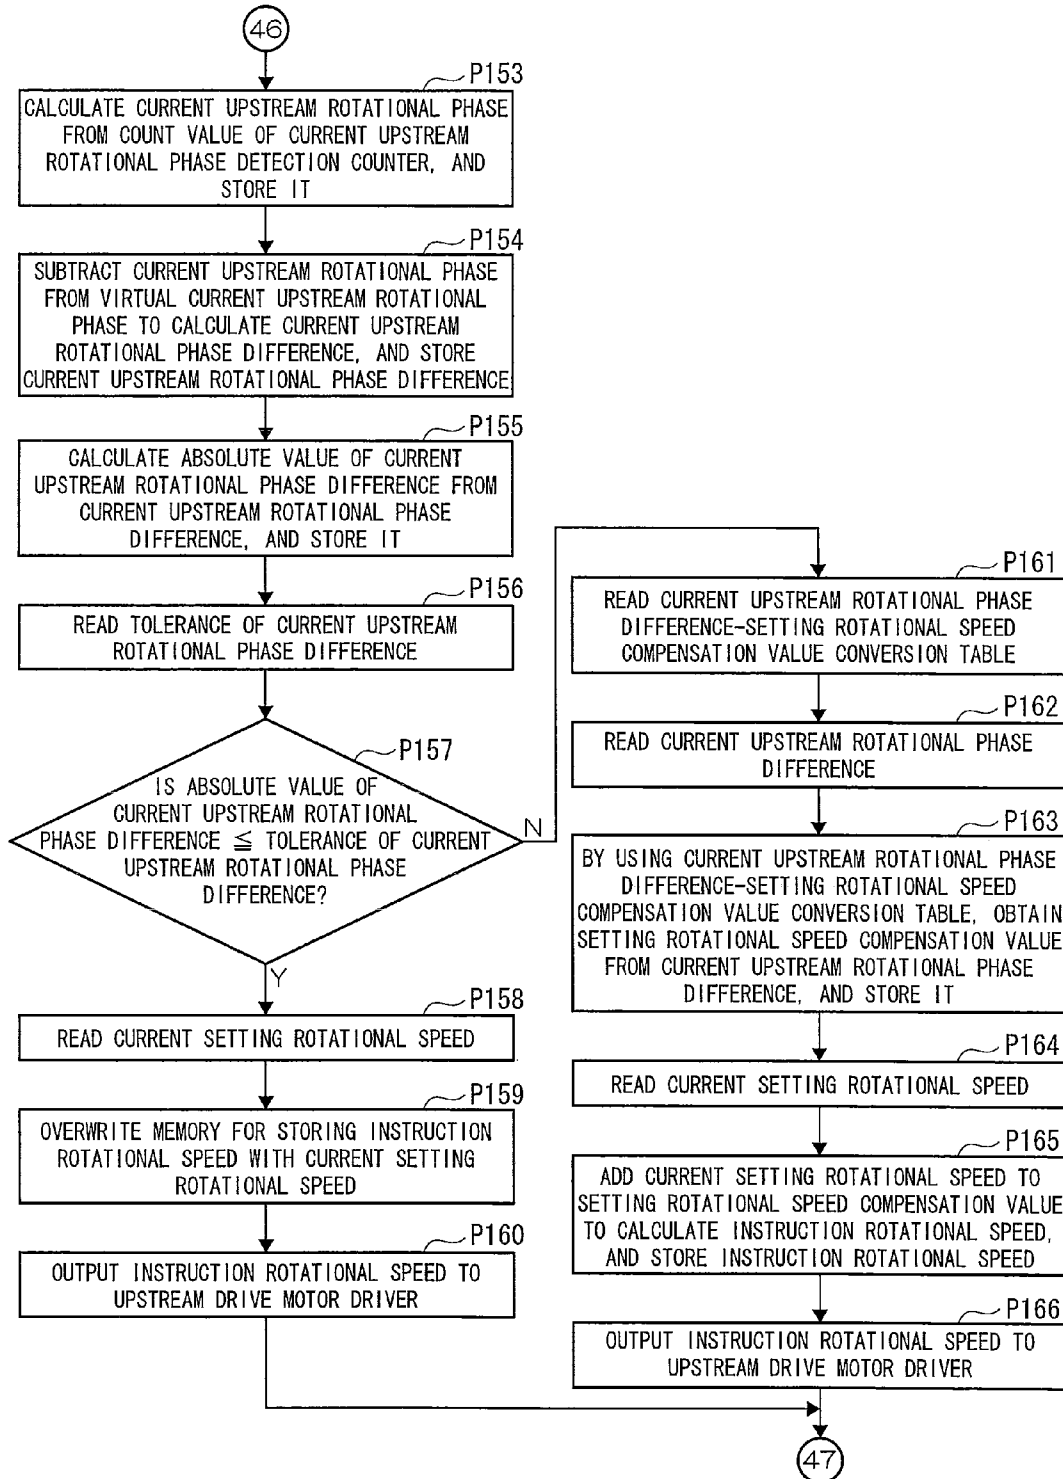 46
P153
CALCULATE CURRENT UPSTREAM ROTATIONAL PHASE
FROM COUNT VALUE OF CURRENT UPSTREAM
ROTATIONAL PHASE DETECTION COUNTER, AND
STORE IT
P154
SUBTRACT CURRENT UPSTREAM ROTATIONAL PHASE
FROM VIRTUAL CURRENT UPSTREAM ROTATIONAL
PHASE TO CALCULATE CURRENT UPSTREAM
ROTATIONAL PHASE DIFFERENCE, AND STORE
CURRENT UPSTREAM ROTATIONAL PHASE DIFFERENCE
P155
CALCULATE ABSOLUTE VALUE OF CURRENT
UPSTREAM ROTATIONAL PHASE DIFFERENCE FROM
CURRENT UPSTREAM ROTATIONAL PHASE
DIFFERENCE, AND STORE IT
P156
READ TOLERANCE OF CURRENT UPSTREAM
ROTATIONAL PHASE DIFFERENCE
P157
IS ABSOLUTE VALUE OF
CURRENT UPSTREAM ROTATIONAL
PHASE DIFFERENCE ≦ TOLERANCE OF CURRENT
UPSTREAM ROTATIONAL PHASE
DIFFERENCE?
N
Y
P158
READ CURRENT SETTING ROTATIONAL SPEED
P159
OVERWRITE MEMORY FOR STORING INSTRUCTION
ROTATIONAL SPEED WITH CURRENT SETTING
ROTATIONAL SPEED
P160
OUTPUT INSTRUCTION ROTATIONAL SPEED TO
UPSTREAM DRIVE MOTOR DRIVER
P161
READ CURRENT UPSTREAM ROTATIONAL PHASE
DIFFERENCE-SETTING ROTATIONAL SPEED
COMPENSATION VALUE CONVERSION TABLE
P162
READ CURRENT UPSTREAM ROTATIONAL PHASE
DIFFERENCE
P163
BY USING CURRENT UPSTREAM ROTATIONAL PHASE
DIFFERENCE-SETTING ROTATIONAL SPEED
COMPENSATION VALUE CONVERSION TABLE, OBTAIN
SETTING ROTATIONAL SPEED COMPENSATION VALUE
FROM CURRENT UPSTREAM ROTATIONAL PHASE
DIFFERENCE, AND STORE IT
P164
READ CURRENT SETTING ROTATIONAL SPEED
P165
ADD CURRENT SETTING ROTATIONAL SPEED TO
SETTING ROTATIONAL SPEED COMPENSATION VALUE
TO CALCULATE INSTRUCTION ROTATIONAL SPEED,
AND STORE INSTRUCTION ROTATIONAL SPEED
P166
OUTPUT INSTRUCTION ROTATIONAL SPEED TO
UPSTREAM DRIVE MOTOR DRIVER
47